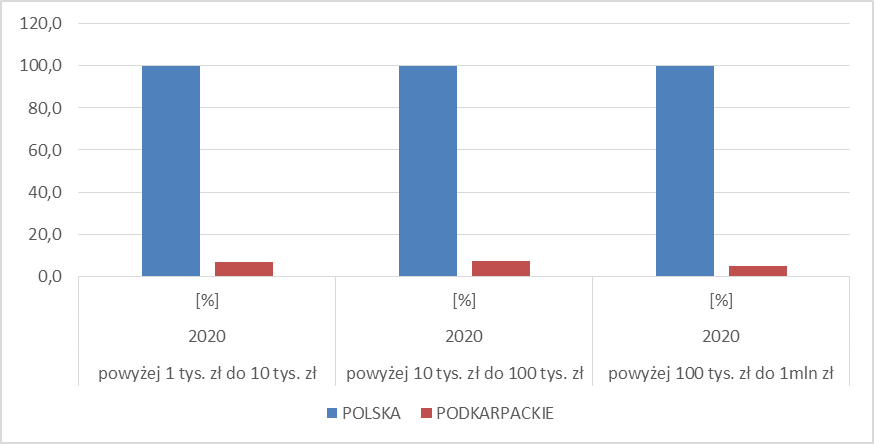 120,0
100,0
80,0
60,0
40,0
20,0
0,0
[%] [%] [%]
2020 2020 2020
powyżej 1 tys. zł do 10 tys. zł powyżej 10 tys. zł do 100 tys. zł powyżej 100 tys. zł do 1mln zł
POLSKA PODKARPACKIE